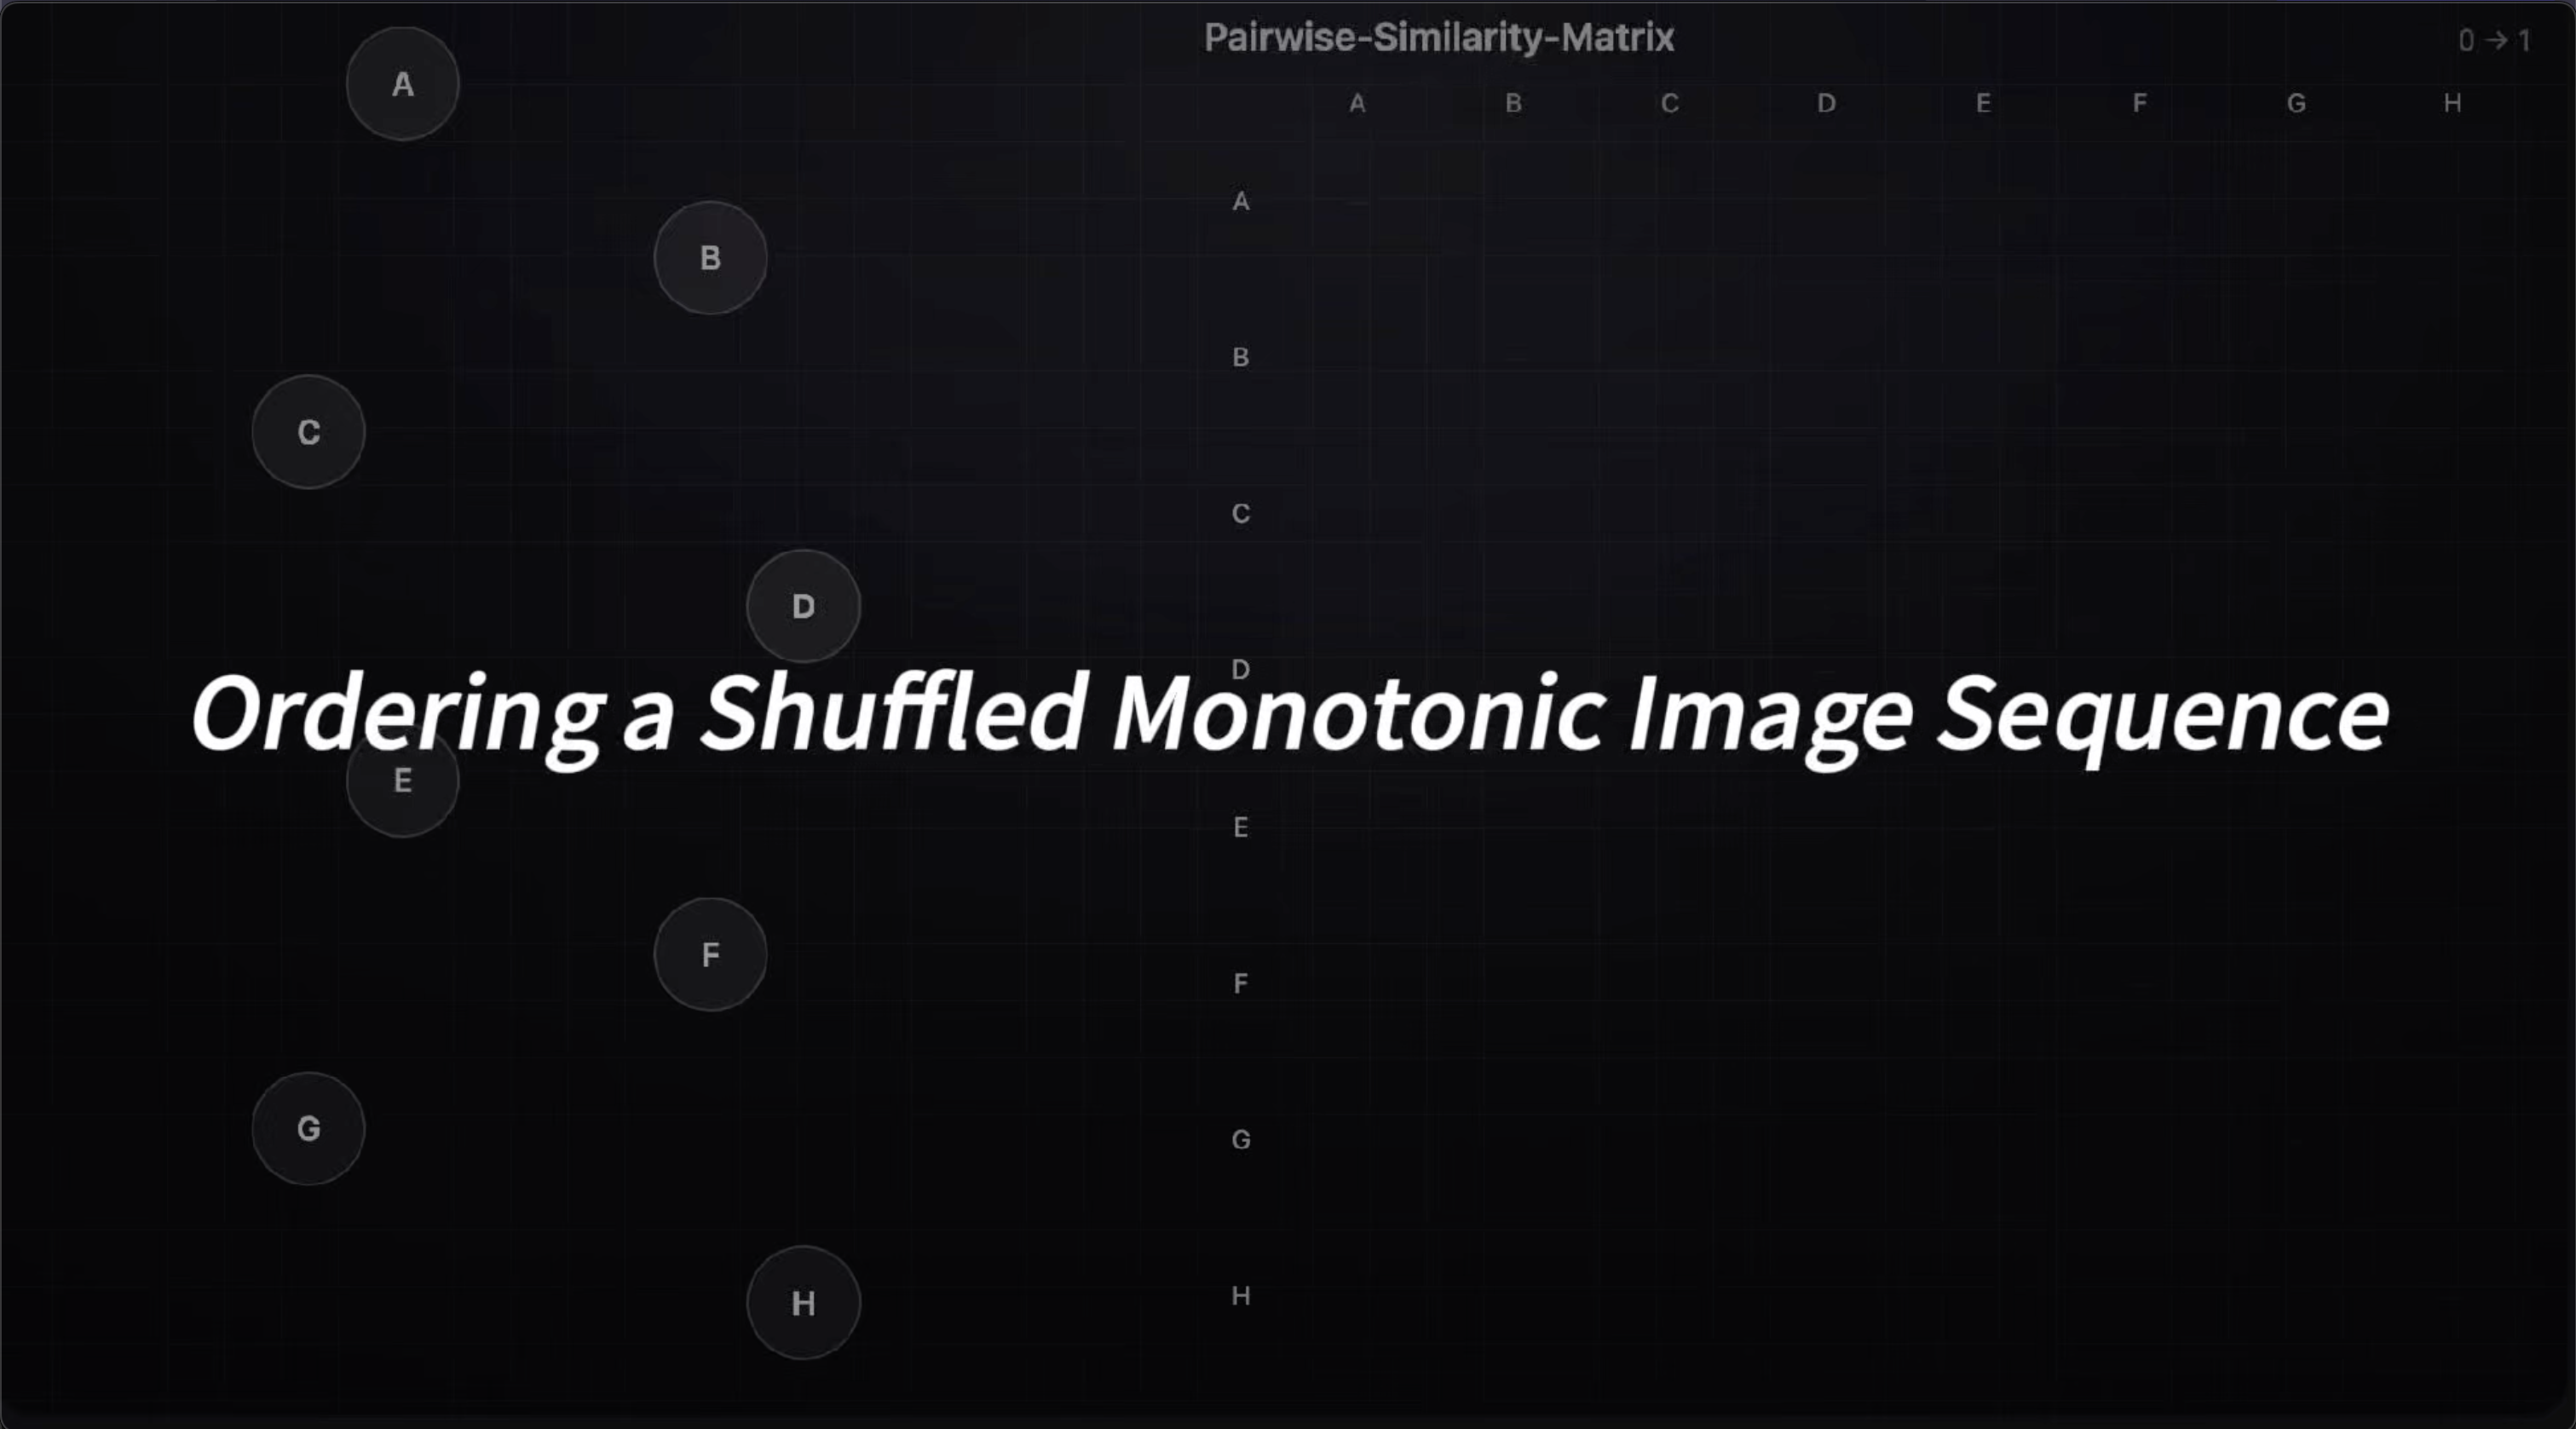 A
Pairwise-Similarity-Matrix
0 → 1
A B C D E F G H
A
B
B
C
C
D
D
Ordering a Shuffled Monotonic Image Sequence
E
E
F
F
G
G
H
H